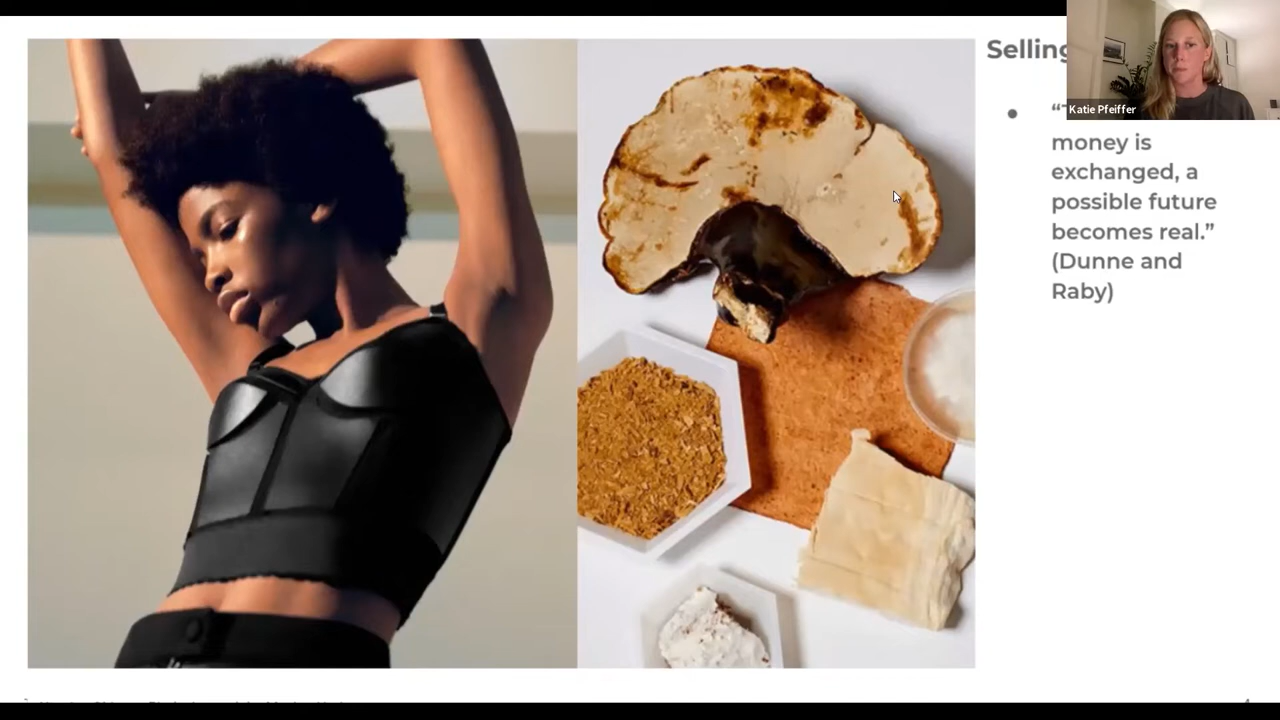 Selling
Katie Pfeiffer
money is
exchanged, a
possible future
becomes real.”
(Dunne and
Raby)